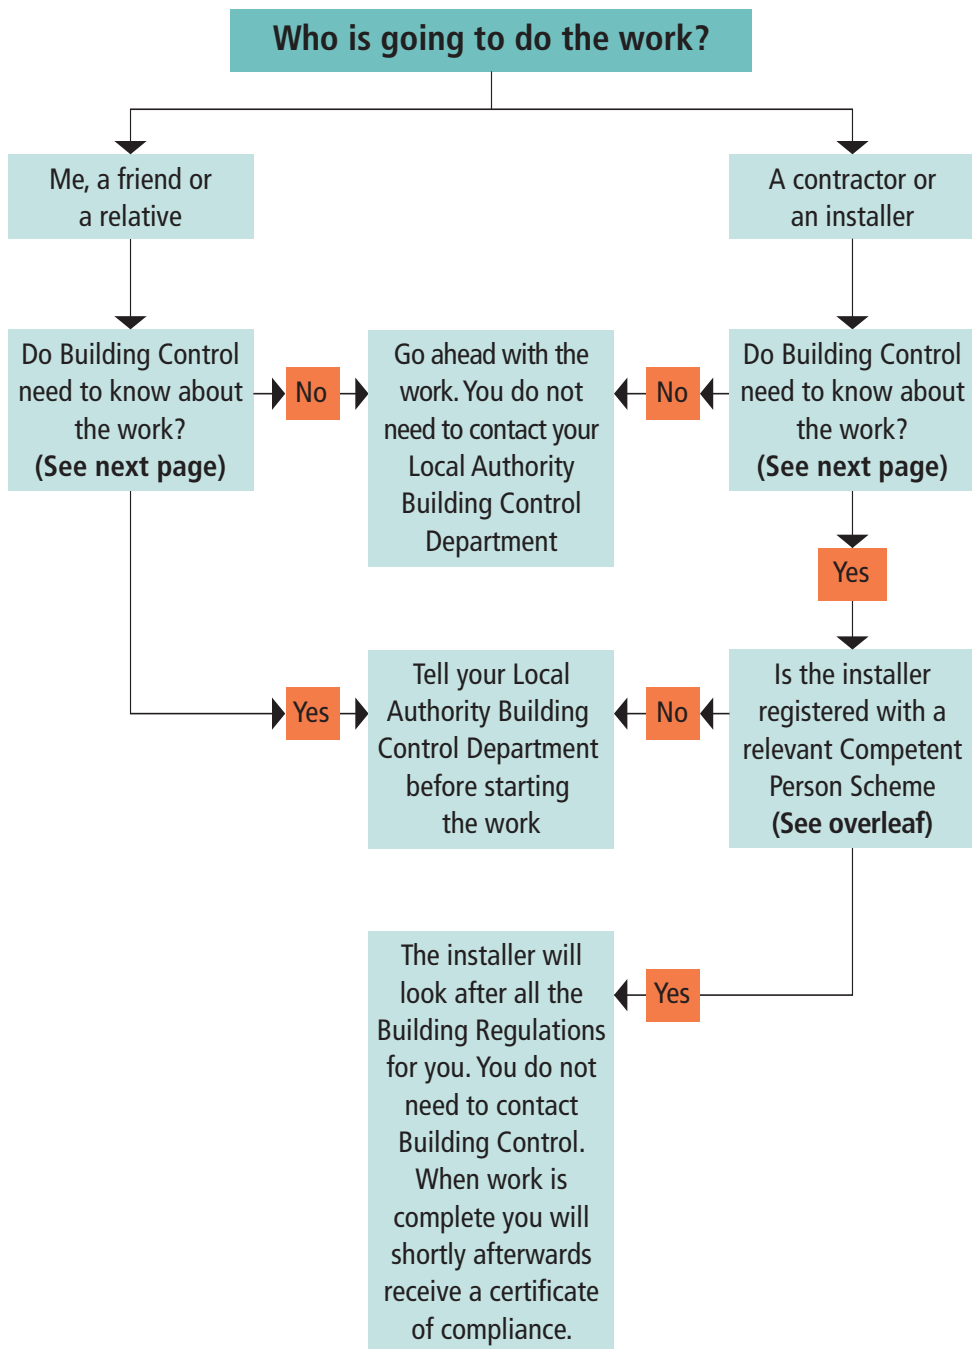 Who is going to do the work?
Me, a friend or
a relative
A contractor or
an installer
Do Building Control
need to know about
the work?
(See next page)
No
Go ahead with the
work. You do not
need to contact your
Local Authority
Building Control
Department
No
Do Building Control
need to know about
the work?
(See next page)
Yes
Yes
Tell your Local
Authority Building
Control Department
before starting
the work
No
Is the installer
registered with a
relevant Competent
Person Scheme
(See overleaf)
The installer will
look after all the
Building Regulations
for you. You do not
need to contact
Building Control.
When work is
complete you will
shortly afterwards
receive a certificate
of compliance.
Yes